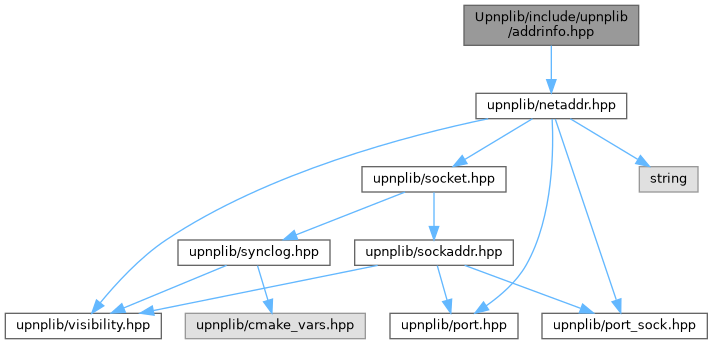 Upnplib/include/upnplib
/addrinfo.hpp
upnplib/netaddr.hpp
upnplib/socket.hpp
string
upnplib/synclog.hpp
upnplib/sockaddr.hpp
upnplib/visibility.hpp
upnplib/cmake_vars.hpp
upnplib/port.hpp
upnplib/port_sock.hpp